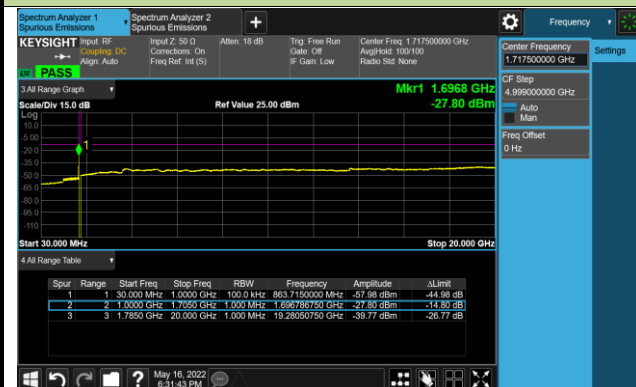 Spectrum Analyzer 1
Spurious Emissions
Spectrum Analyzer 2
Spurious Emissions
+
Frequency
KEYSIGHT
Input: RF
Coupling: DC
Align: Auto
Input Z: 50 Ω
Corrections: On
Freq Ref: Int (S)
Atten: 18 dB
Trig: Free Run
Gate: Off
IF Gain: Low
Center Freq: 1.717500000 GHz
Avg|Hold: 100/100
Radio Std: None
PASS
Center Frequency
1.717500000 GHz
Settings
CF Step
4.999000000 GHz
Auto
Man
Freq Offset
0 Hz
3 All Range Graph
Mkr1 1.6968 GHz
Scale/Div 15.0 dB
Ref Value 25.00 dBm
-27.80 dBm
Log
10.0
-5.00
-20.0
-35.0
-50.0
-65.0
-80.0
-95.0
-110
1
Start 30.000 MHz
Stop 20.000 GHz
4 All Range Table
Spur Range Start Freq Stop Freq RBW Frequency Amplitude ΔLimit
1 1 30.000 MHz 1.0000 GHz 100.0 kHz 863.7150000 MHz -57.98 dBm -44.98 dB
2 2 1.0000 GHz 1.7050 GHz 1.000 MHz 1.696786750 GHz -27.80 dBm -14.80 dB
3 3 1.7850 GHz 20.000 GHz 1.000 MHz 19.28050750 GHz -39.77 dBm -26.77 dB
?
May 16, 2022
6:31:43 PM